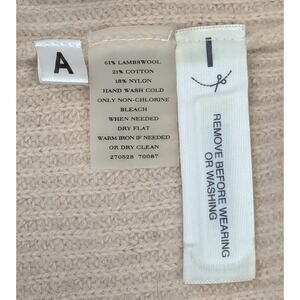 A
61% LAMBSWOOL
21% COTTON
18% NYLON
HAND WASH COLD
ONLY NON-CHLORINE
BLEACH
WHEN NEEDED
DRY FLAT
WARM IRON IF NEEDED
OR DRY CLEAN
270528 70087
REMOVE BEFORE WEARING
OR WASHING